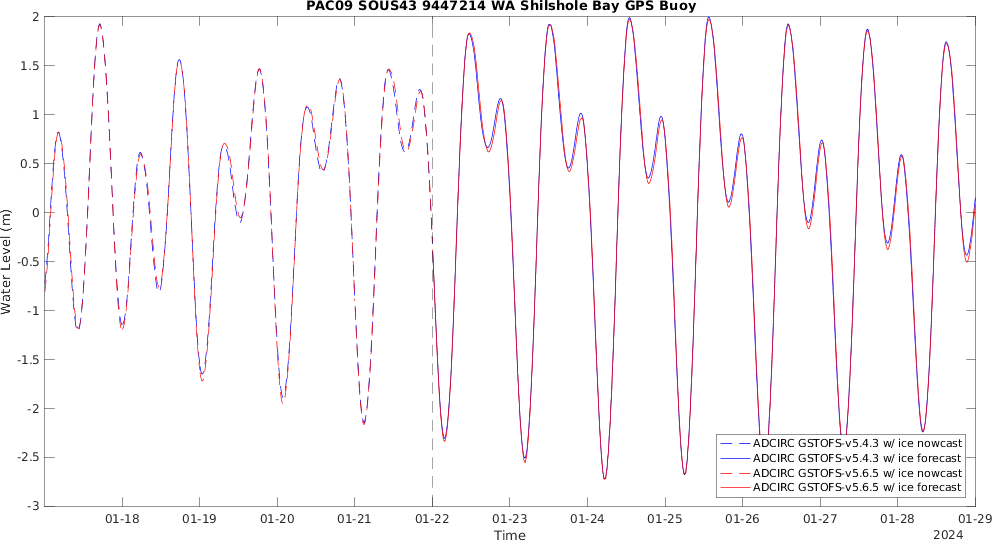 PAC09 SOUS43 9447214 WA Shilshole Bay GPS Buoy
Water Level (m)
2
1.5
1
0.5
0
-0.5
-1
-1.5
-2
-2.5
-3
ADCIRC GSTOFS-v5.4.3 w/ ice nowcast
ADCIRC GSTOFS-v5.4.3 w/ ice forecast
ADCIRC GSTOFS-v5.6.5 w/ ice nowcast
ADCIRC GSTOFS-v5.6.5 w/ ice forecast
01-18 01-19 01-20 01-21 01-22 01-23 01-24 01-25 01-26 01-27 01-28 01-29
Time
2024